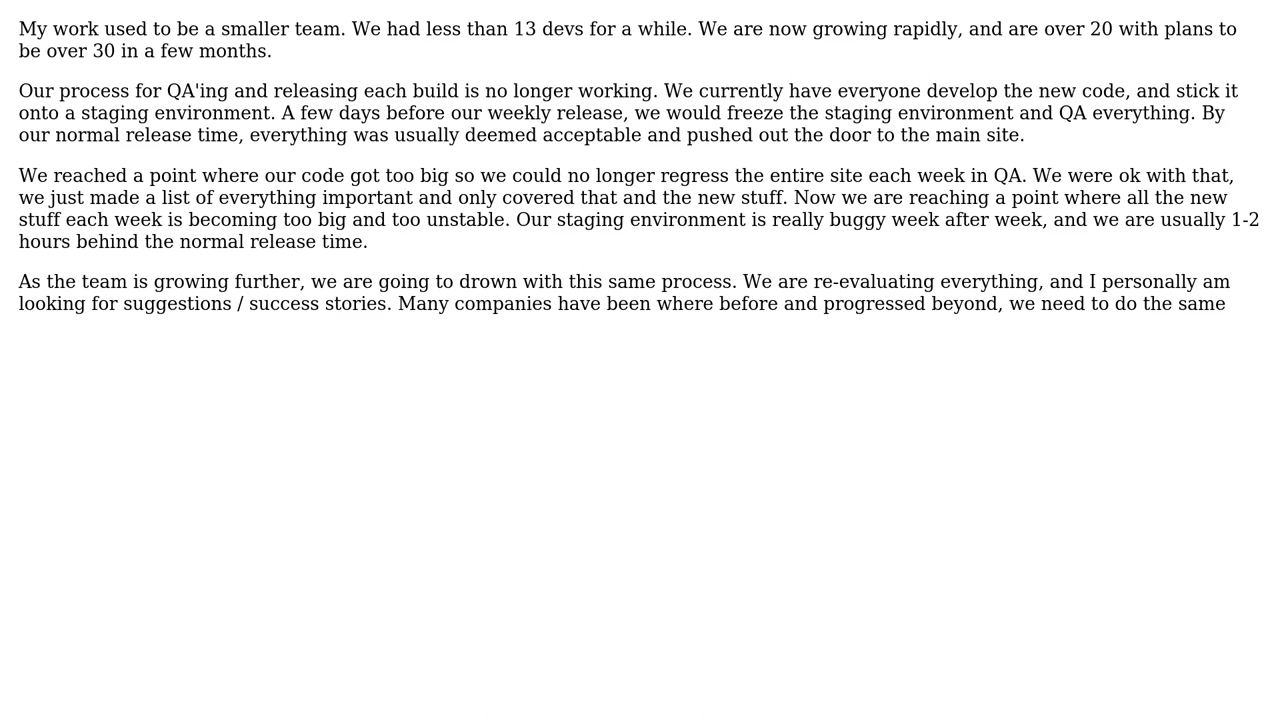 My work used to be a smaller team. We had less than 13 devs for a while. We are now growing rapidly, and are over 20 with plans to
be over 30 in a few months.
Our process for QA'ing and releasing each build is no longer working. We currently have everyone develop the new code, and stick it
onto a staging environment. A few days before our weekly release, we would freeze the staging environment and QA everything. By
our normal release time, everything was usually deemed acceptable and pushed out the door to the main site.
We reached a point where our code got too big so we could no longer regress the entire site each week in QA. We were ok with that,
we just made a list of everything important and only covered that and the new stuff. Now we are reaching a point where all the new
stuff each week is becoming too big and too unstable. Our staging environment is really buggy week after week, and we are usually 1-2
hours behind the normal release time.
As the team is growing further, we are going to drown with this same process. We are re-evaluating everything, and I personally am
looking for suggestions / success stories. Many companies have been where before and progressed beyond, we need to do the same